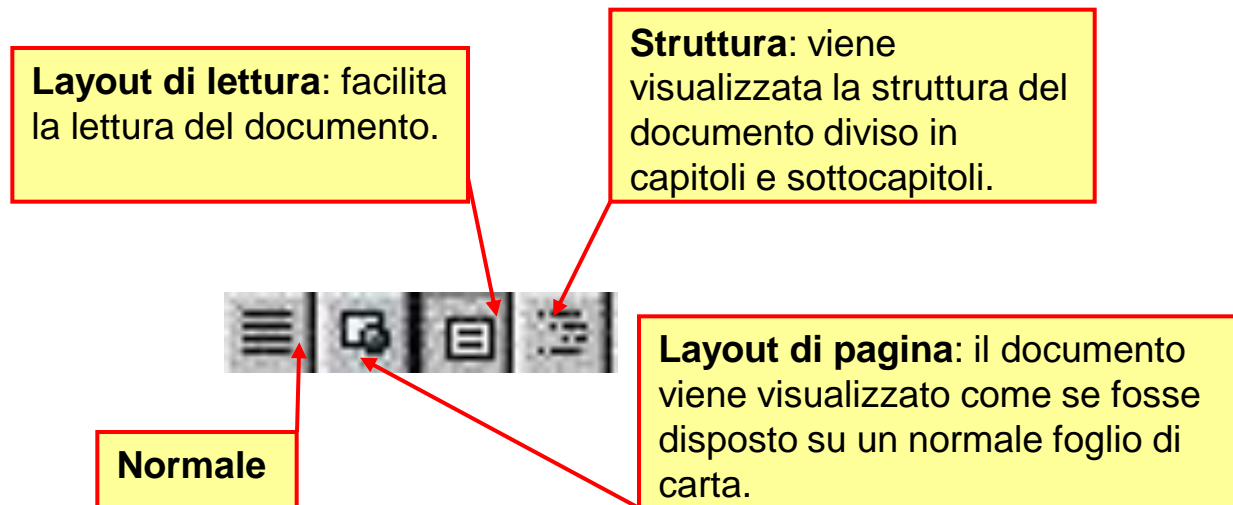 Layout di lettura: facilita
la lettura del documento.
Struttura: viene
visualizzata la struttura del
documento diviso in
capitoli e sottocapitoli.
Normale
Layout di pagina: il documento
viene visualizzato come se fosse
disposto su un normale foglio di
carta.